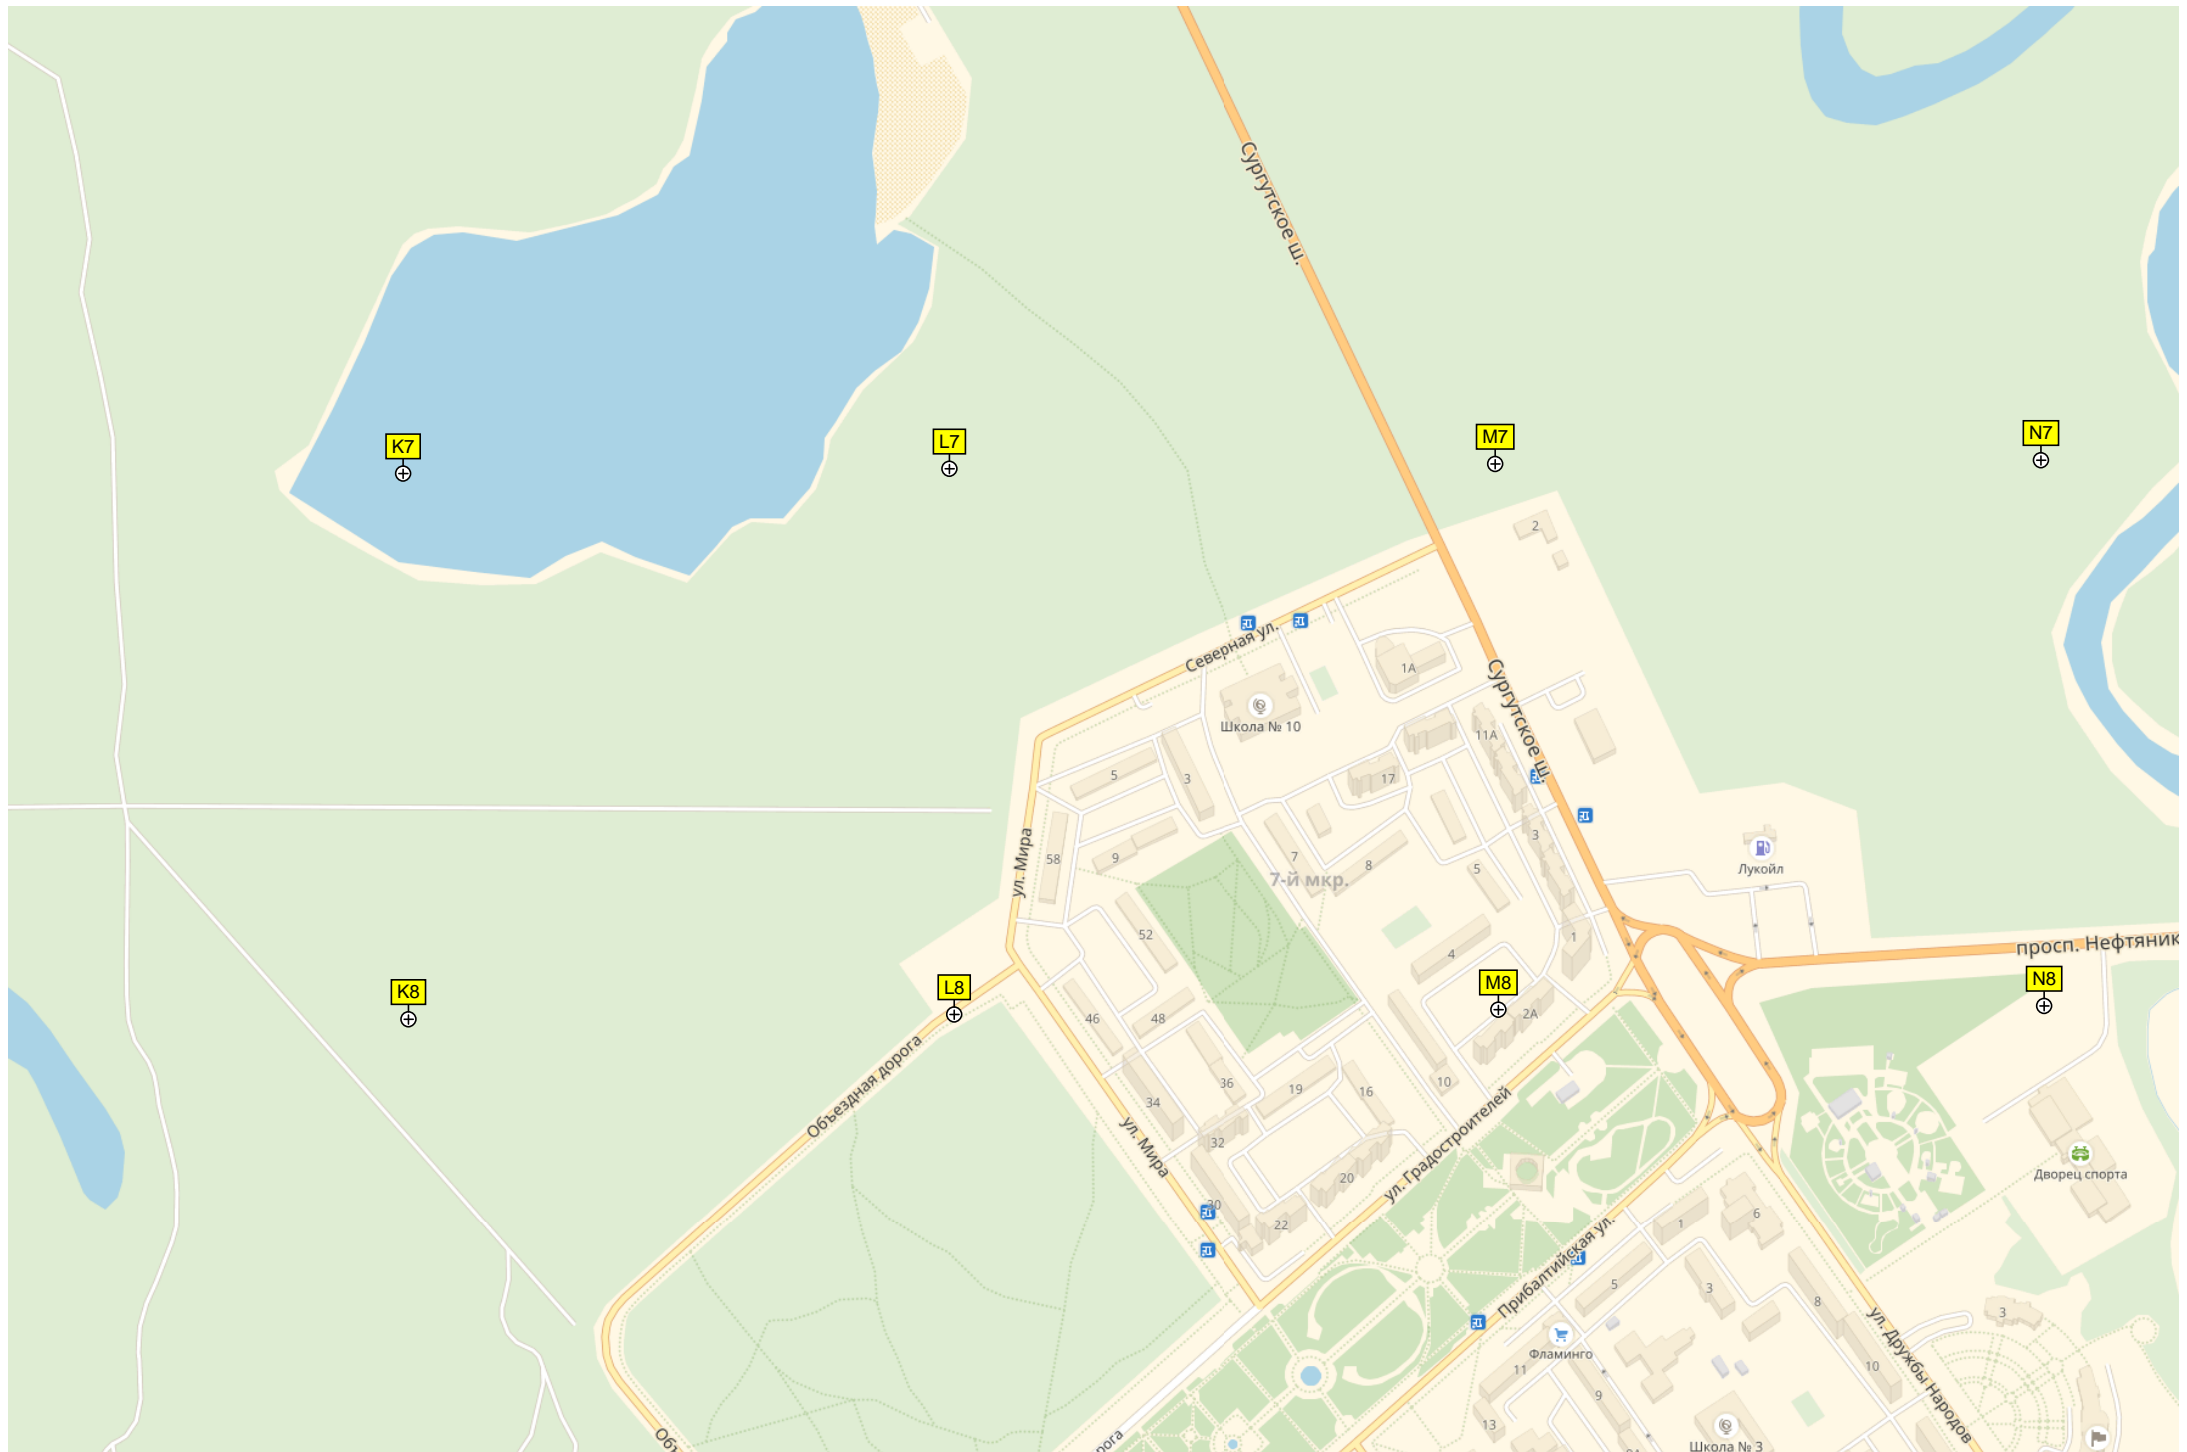 Сургутское ш.
K7
L7
M7
N7
2
Северная ул.
1А
Сургутское ш.
Школа № 10
11А
5
3
17
ул. Мира
58
9
7
8
3
5
Лукойл
7-й мкр.
52
4
1
просп. Нефтяник
K8
L8
M8
N8
46
48
2А
Объездная дорога
36
19
16
10
34
ул. Мира
32
ул. Градостроителей
20
30
22
Дворец спорта
Прибалтийская ул.
1
6
5
3
8
3
Фламинго
ул. Дружбы Народов
11
9
10
13
Школа № 3
Объ
рога